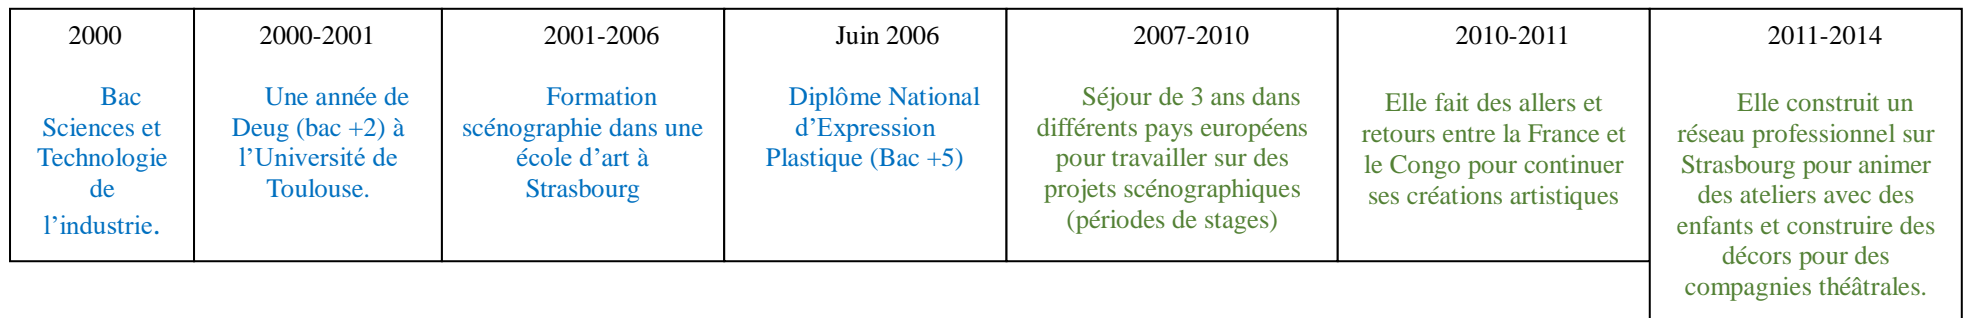 2000
Bac
Sciences et
Technologie
de
l’industrie.
2000-2001
Une année de
Deug (bac +2) à
l’Université de
Toulouse.
2001-2006
Formation
scénographie dans une
école d’art à
Strasbourg
Juin 2006
Diplôme National
d’Expression
Plastique (Bac +5)
2007-2010
Séjour de 3 ans dans
différents pays européens
pour travailler sur des
projets scénographiques
(périodes de stages)
2010-2011
Elle fait des allers et
retours entre la France et
le Congo pour continuer
ses créations artistiques
2011-2014
Elle construit un
réseau professionnel sur
Strasbourg pour animer
des ateliers avec des
enfants et construire des
décors pour des
compagnies théâtrales.